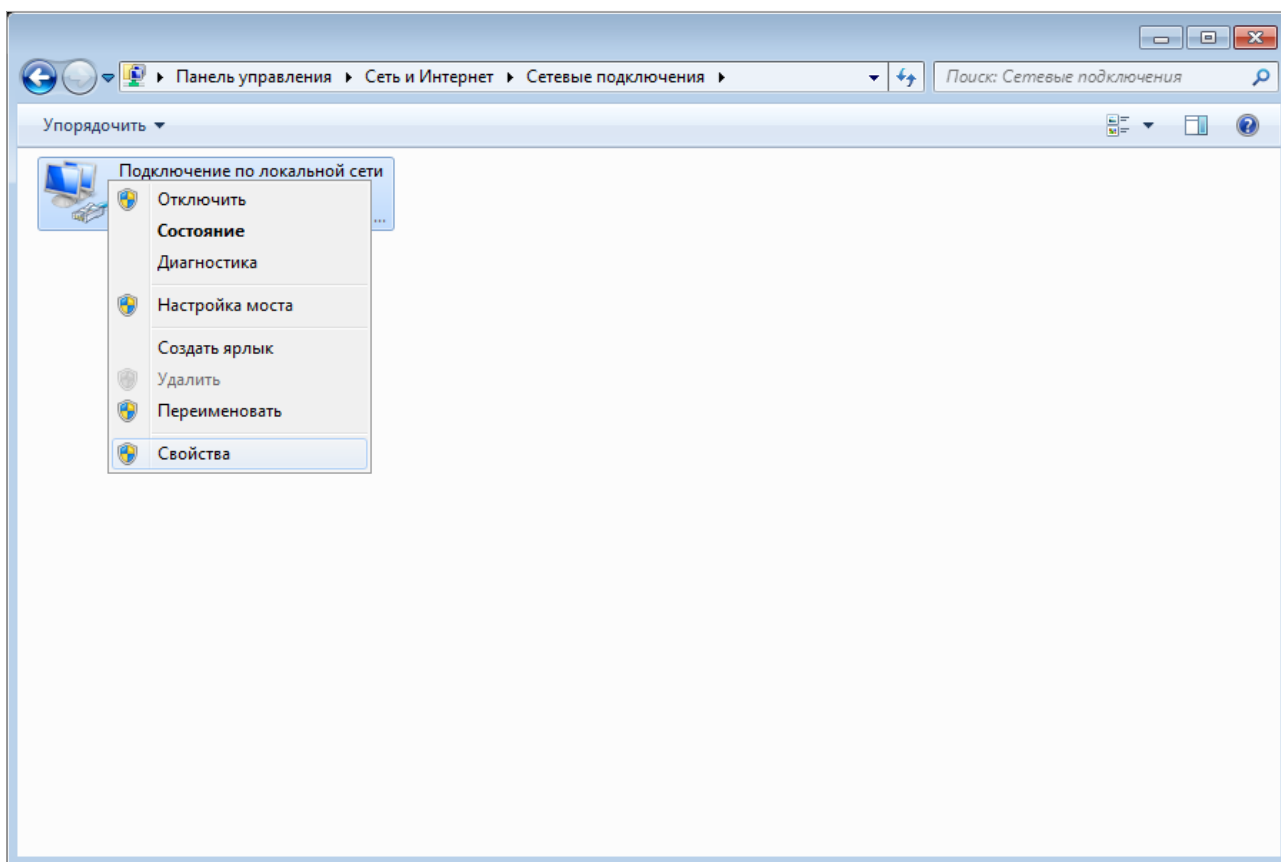 Панель управления Сеть и Интернет Сетевые подключения Поиск: Сетевые подключения
Упорядочить
Подключение по локальной сети
...
Отключить
Состояние
Диагностика
Настройка моста
Создать ярлык
Удалить
Переименовать
Свойства